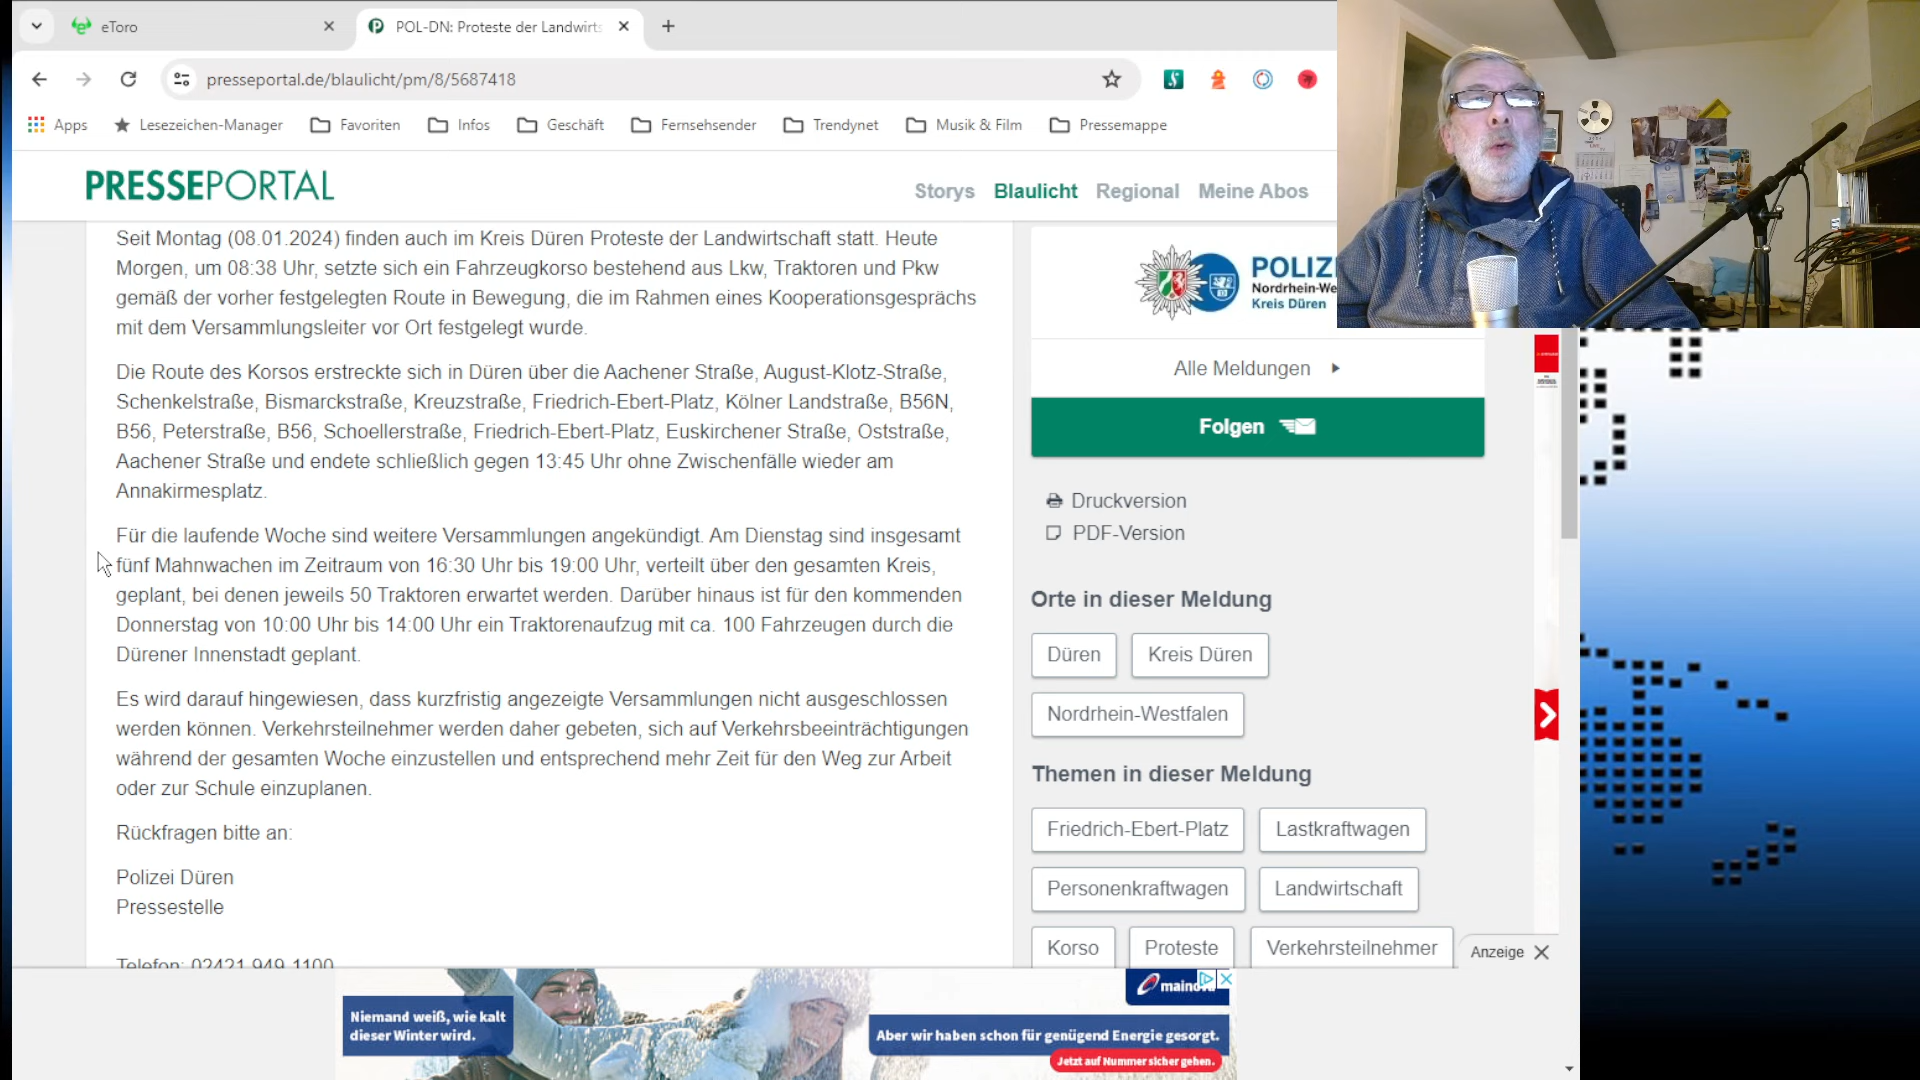 eToro
POL-DN: Proteste der Landwirts
presseportal.de/blaulicht/pm/8/5687418
Apps
Lesezeichen-Manager
Favoriten
Infos
Geschäft
Fernsehsender
Trendynet
Musik & Film
Pressemappe
PRESSEPORTAL
Storys
Blaulicht
Regional
Meine Abos
Seit Montag (08.01.2024) finden auch im Kreis Düren Proteste der Landwirtschaft statt. Heute
Morgen, um 08:38 Uhr, setzte sich ein Fahrzeugkorso bestehend aus Lkw, Traktoren und Pkw
gemäß der vorher festgelegten Route in Bewegung, die im Rahmen eines Kooperationsgesprächs
mit dem Versammlungsleiter vor Ort festgelegt wurde.
Die Route des Korsos erstreckte sich in Düren über die Aachener Straße, August-Klotz-Straße,
Schenkelstraße, Bismarckstraße, Kreuzstraße, Friedrich-Ebert-Platz, Kölner Landstraße, B56N,
B56, Peterstraße, B56, Schoellerstraße, Friedrich-Ebert-Platz, Euskirchener Straße, Oststraße,
Aachener Straße und endete schließlich gegen 13:45 Uhr ohne Zwischenfälle wieder am
Annakirmesplatz.
Für die laufende Woche sind weitere Versammlungen angekündigt. Am Dienstag sind insgesamt
fünf Mahnwachen im Zeitraum von 16:30 Uhr bis 19:00 Uhr, verteilt über den gesamten Kreis,
geplant, bei denen jeweils 50 Traktoren erwartet werden. Darüber hinaus ist für den kommenden
Donnerstag von 10:00 Uhr bis 14:00 Uhr ein Traktorenaufzug mit ca. 100 Fahrzeugen durch die
Dürener Innenstadt geplant.
Es wird darauf hingewiesen, dass kurzfristig angezeigte Versammlungen nicht ausgeschlossen
werden können. Verkehrsteilnehmer werden daher gebeten, sich auf Verkehrsbeeinträchtigungen
während der gesamten Woche einzustellen und entsprechend mehr Zeit für den Weg zur Arbeit
oder zur Schule einzuplanen.
Rückfragen bitte an:
Polizei Düren
Pressestelle
Telefon: 02421 949 1100
POLIZ
Nordrhein-We
Kreis Düren
Alle Meldungen
Folgen
Druckversion
PDF-Version
Orte in dieser Meldung
Düren
Kreis Düren
Nordrhein-Westfalen
Themen in dieser Meldung
Friedrich-Ebert-Platz
Lastkraftwagen
Personenkraftwagen
Landwirtschaft
Korso
Proteste
Verkehrsteilnehmer
Anzeige
Niemand weiß, wie kalt
dieser Winter wird.
Aber wir haben schon für genügend Energie gesorgt.
Jetzt auf Nummer sicher gehen.